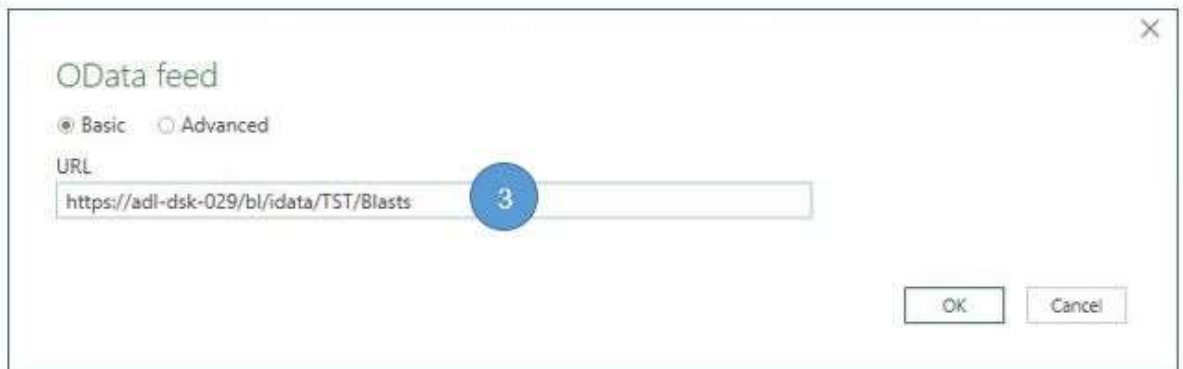 OData feed
Basic Advanced
URL
https://adl-dsk-029/bl/idata/TST/Blasts 3
OK Cancel